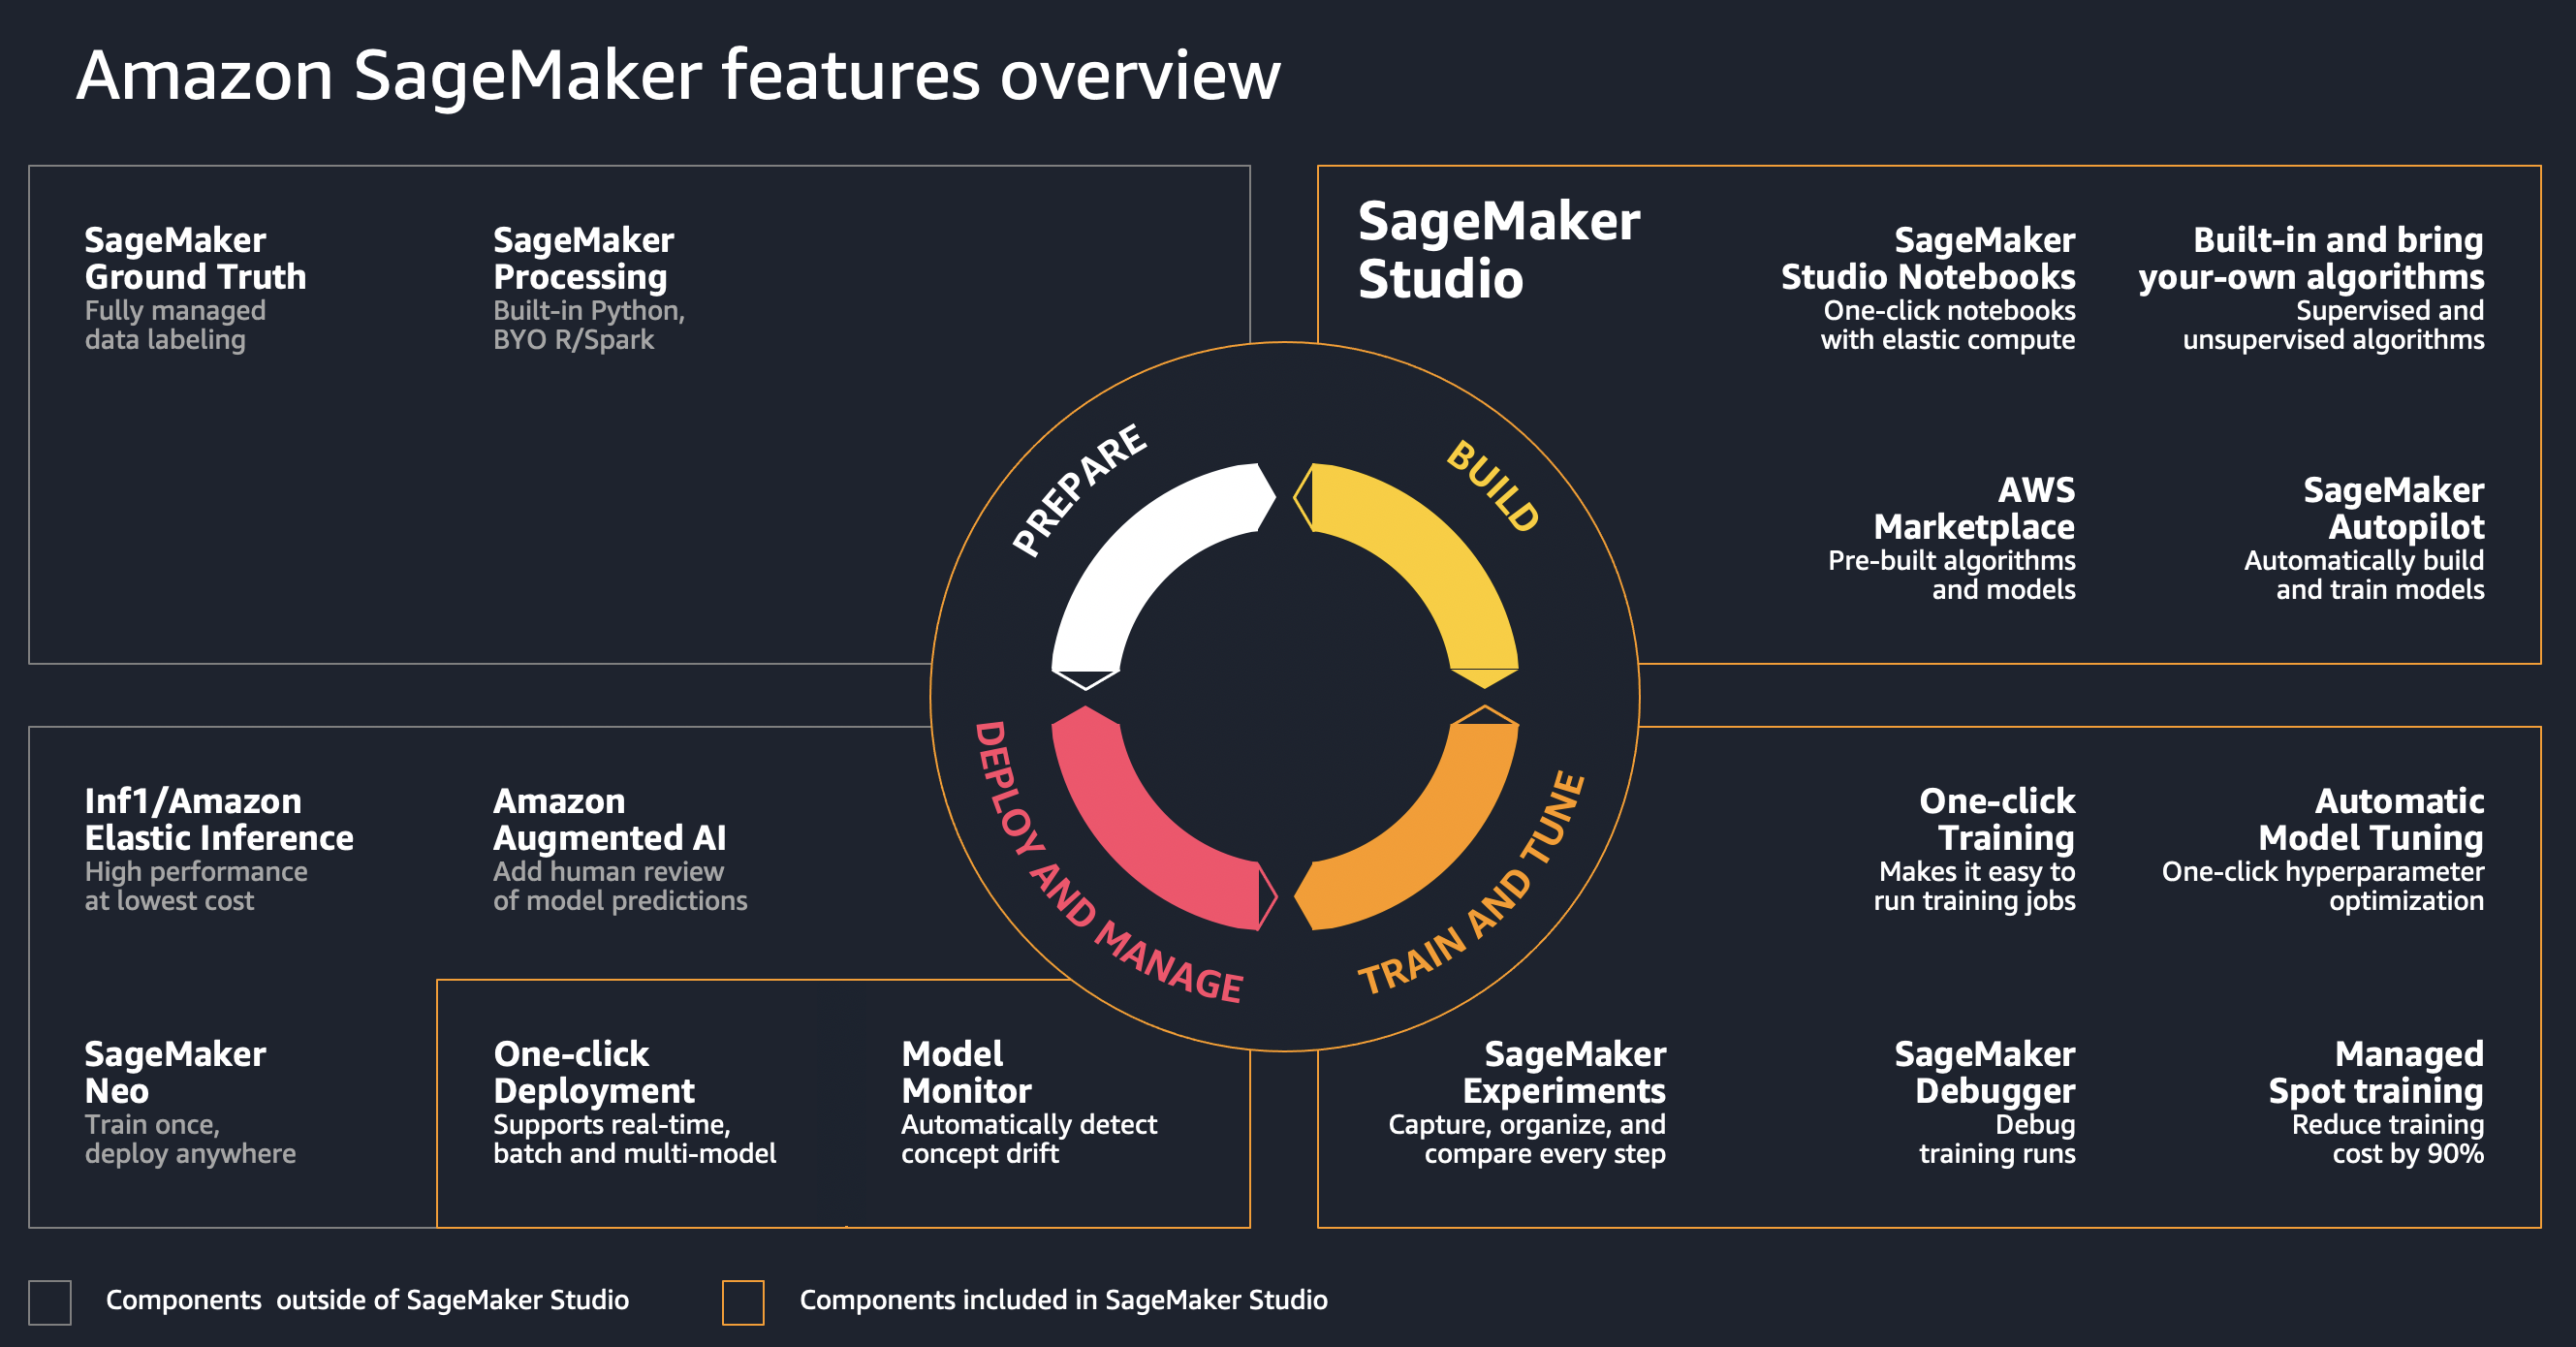 Amazon SageMaker features overview
SageMaker
Ground Truth
Fully managed
data labeling
SageMaker
Processing
Built-in Python,
BYO R/Spark
SageMaker
Studio
SageMaker
Studio Notebooks
One-click notebooks
with elastic compute
Built-in and bring
your-own algorithms
Supervised and
unsupervised algorithms
AWS
Marketplace
Pre-built algorithms
and models
SageMaker
Autopilot
Automatically build
and train models
PREPARE
BUILD
DEPLOY AND MANAGE
TRAIN AND TUNE
Inf1/Amazon
Elastic Inference
High performance
at lowest cost
Amazon
Augmented AI
Add human review
of model predictions
SageMaker
Neo
Train once,
deploy anywhere
One-click
Deployment
Supports real-time,
batch and multi-model
Model
Monitor
Automatically detect
concept drift
One-click
Training
Makes it easy to
run training jobs
Automatic
Model Tuning
One-click hyperparameter
optimization
SageMaker
Experiments
Capture, organize, and
compare every step
SageMaker
Debugger
Debug
training runs
Managed
Spot training
Reduce training
cost by 90%
Components outside of SageMaker Studio
Components included in SageMaker Studio